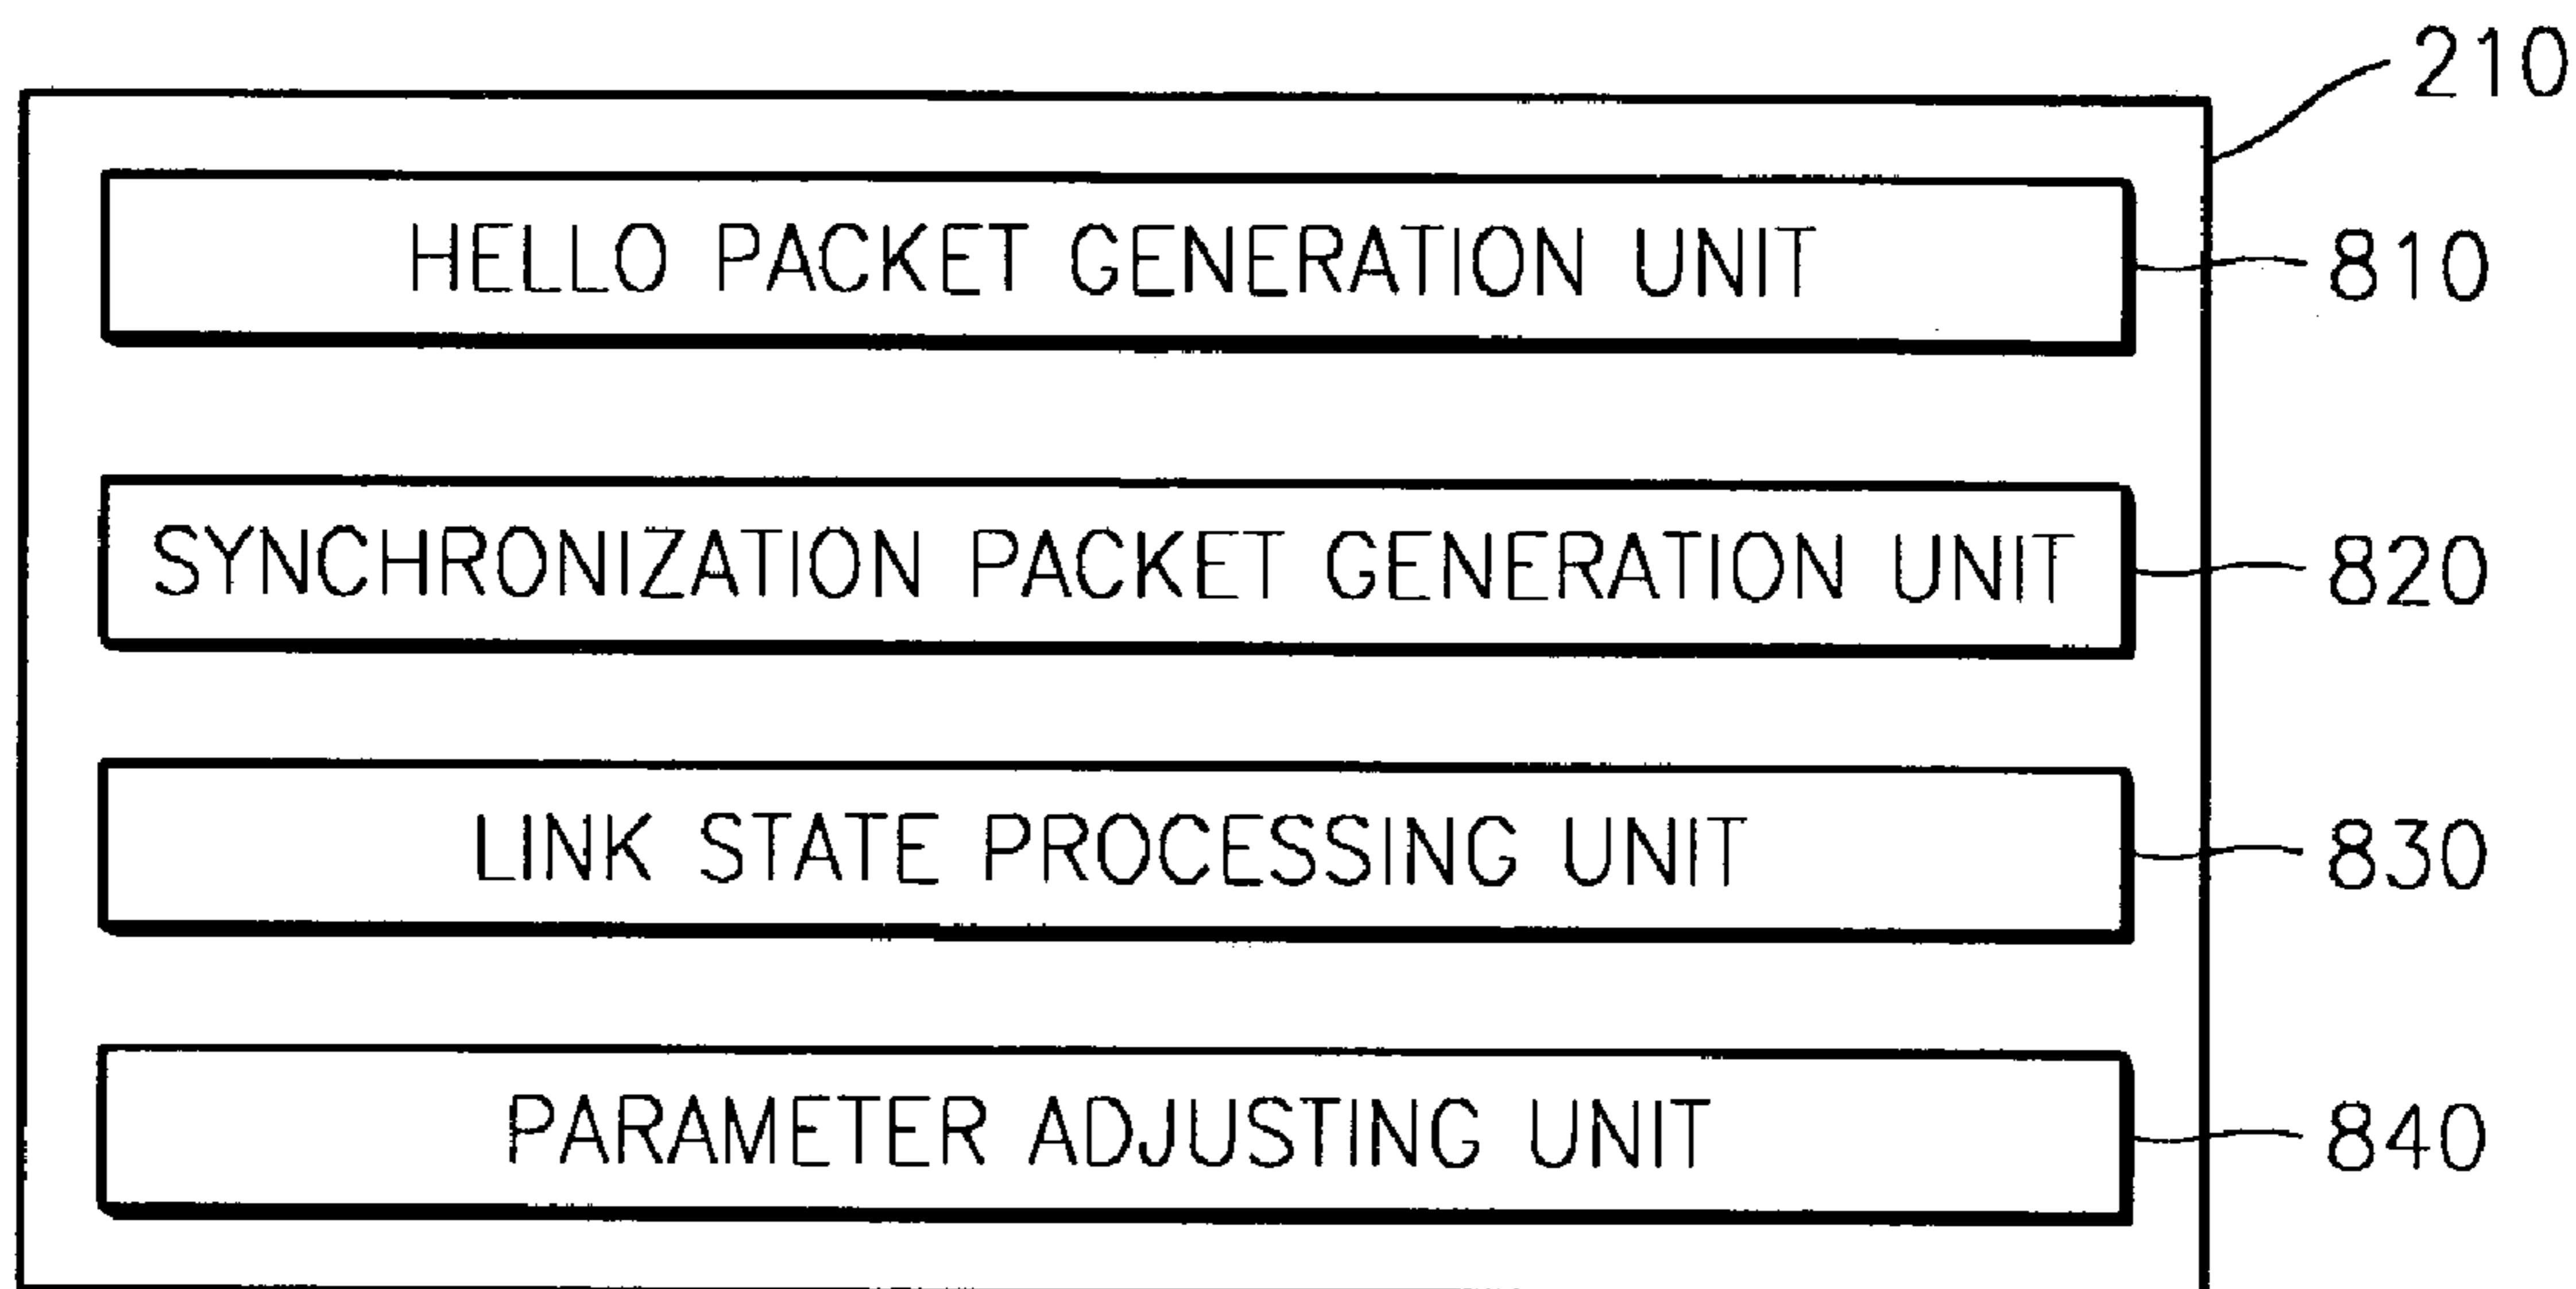 210
HELLO PACKET GENERATION UNIT 810
SYNCHRONIZATION PACKET GENERATION UNIT 820
LINK STATE PROCESSING UNIT 830
PARAMETER ADJUSTING UNIT 840